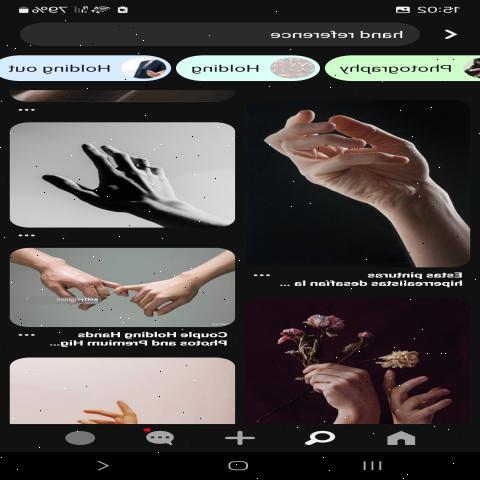 15:02
79%
hand reference
Photography
Holding
Holding out
Estas pinturas
hiperrealistas desafían la ...
Couple Holding Hands
Photos and Premium Hig...